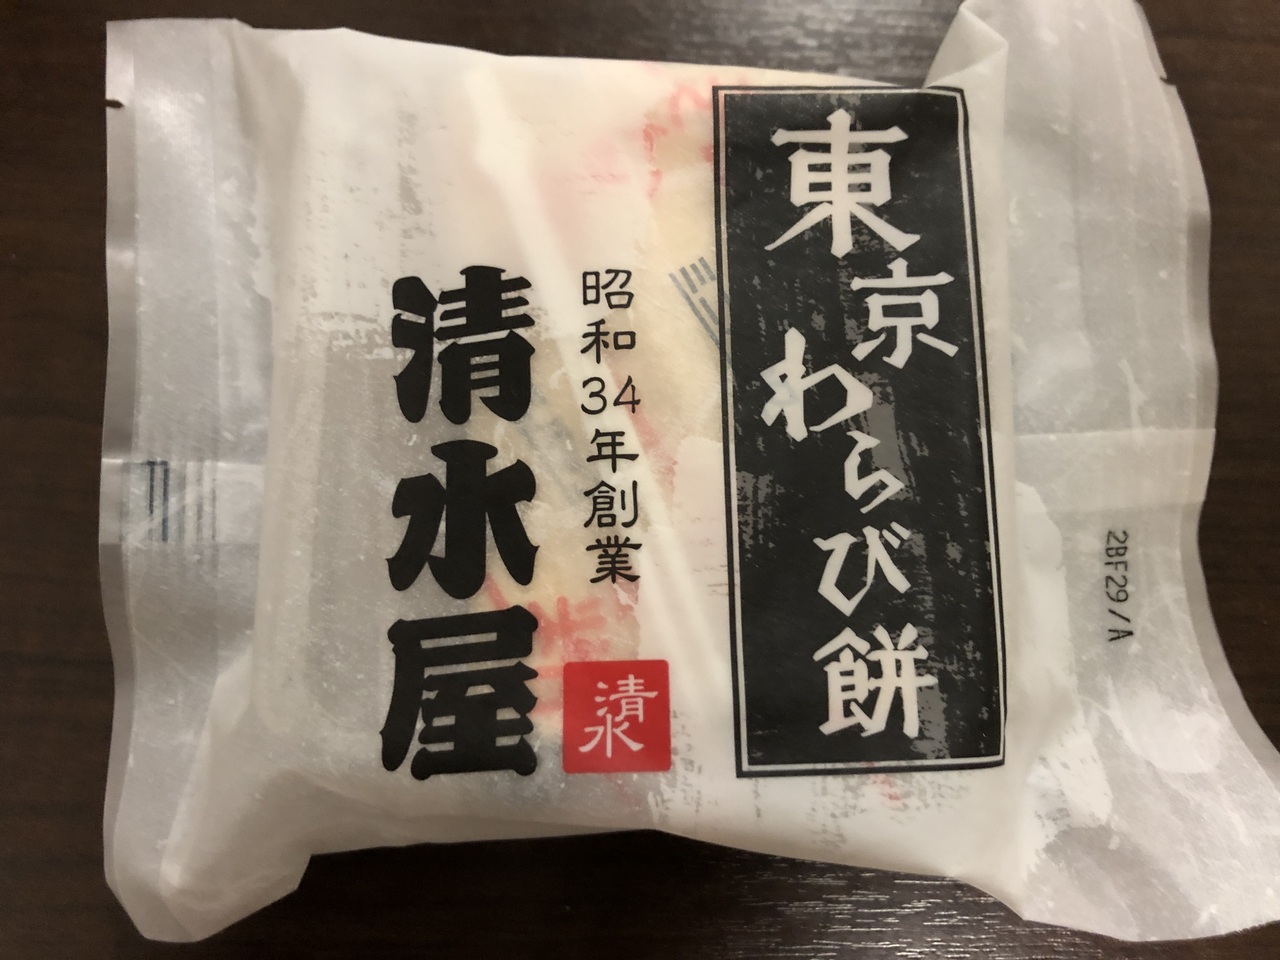 東京わらび餅
昭和34年創業
清水屋
清水
2BF29/A